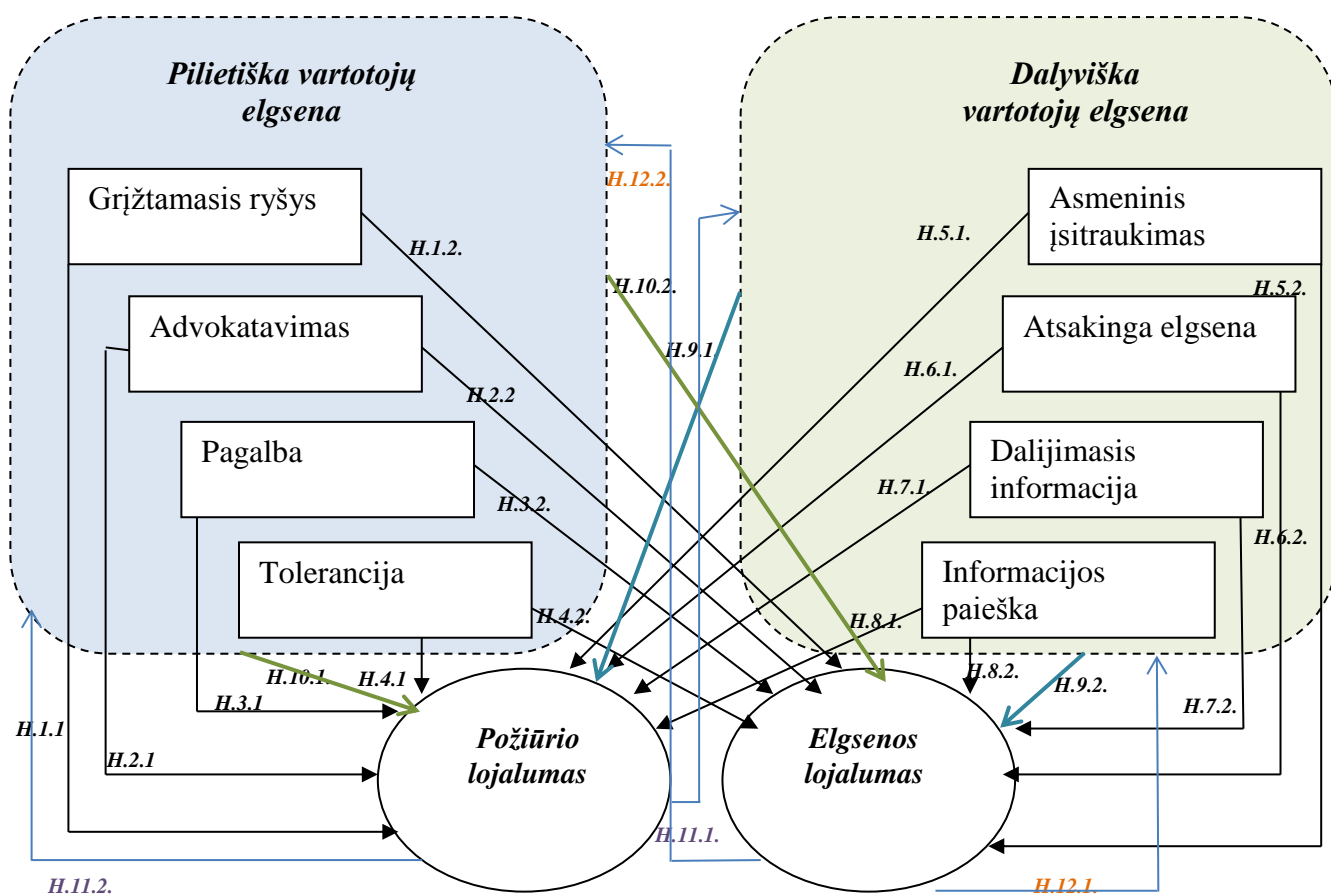 Pilietiška vartotojų
elgsena
Dalyviška
vartotojų elgsena
H.12.2.
Grįžtamasis ryšys
Asmeninis
įsitraukimas
H.1.2.
H.5.1.
H.10.2.
H.5.2.
Advokatavimas
Atsakinga elgsena
H.9.1.
H.6.1.
H.2.2
Pagalba
Dalijimasis
informacija
H.3.2.
H.7.1.
H.6.2.
Tolerancija
Informacijos
paieška
H.4.2.
H.8.1.
H.10.1.
H.4.1
H.8.2.
H.9.2.
H.3.1
H.7.2.
H.1.1
H.2.1
Požiūrio
lojalumas
Elgsenos
lojalumas
H.11.1.
H.11.2.
H.12.1.